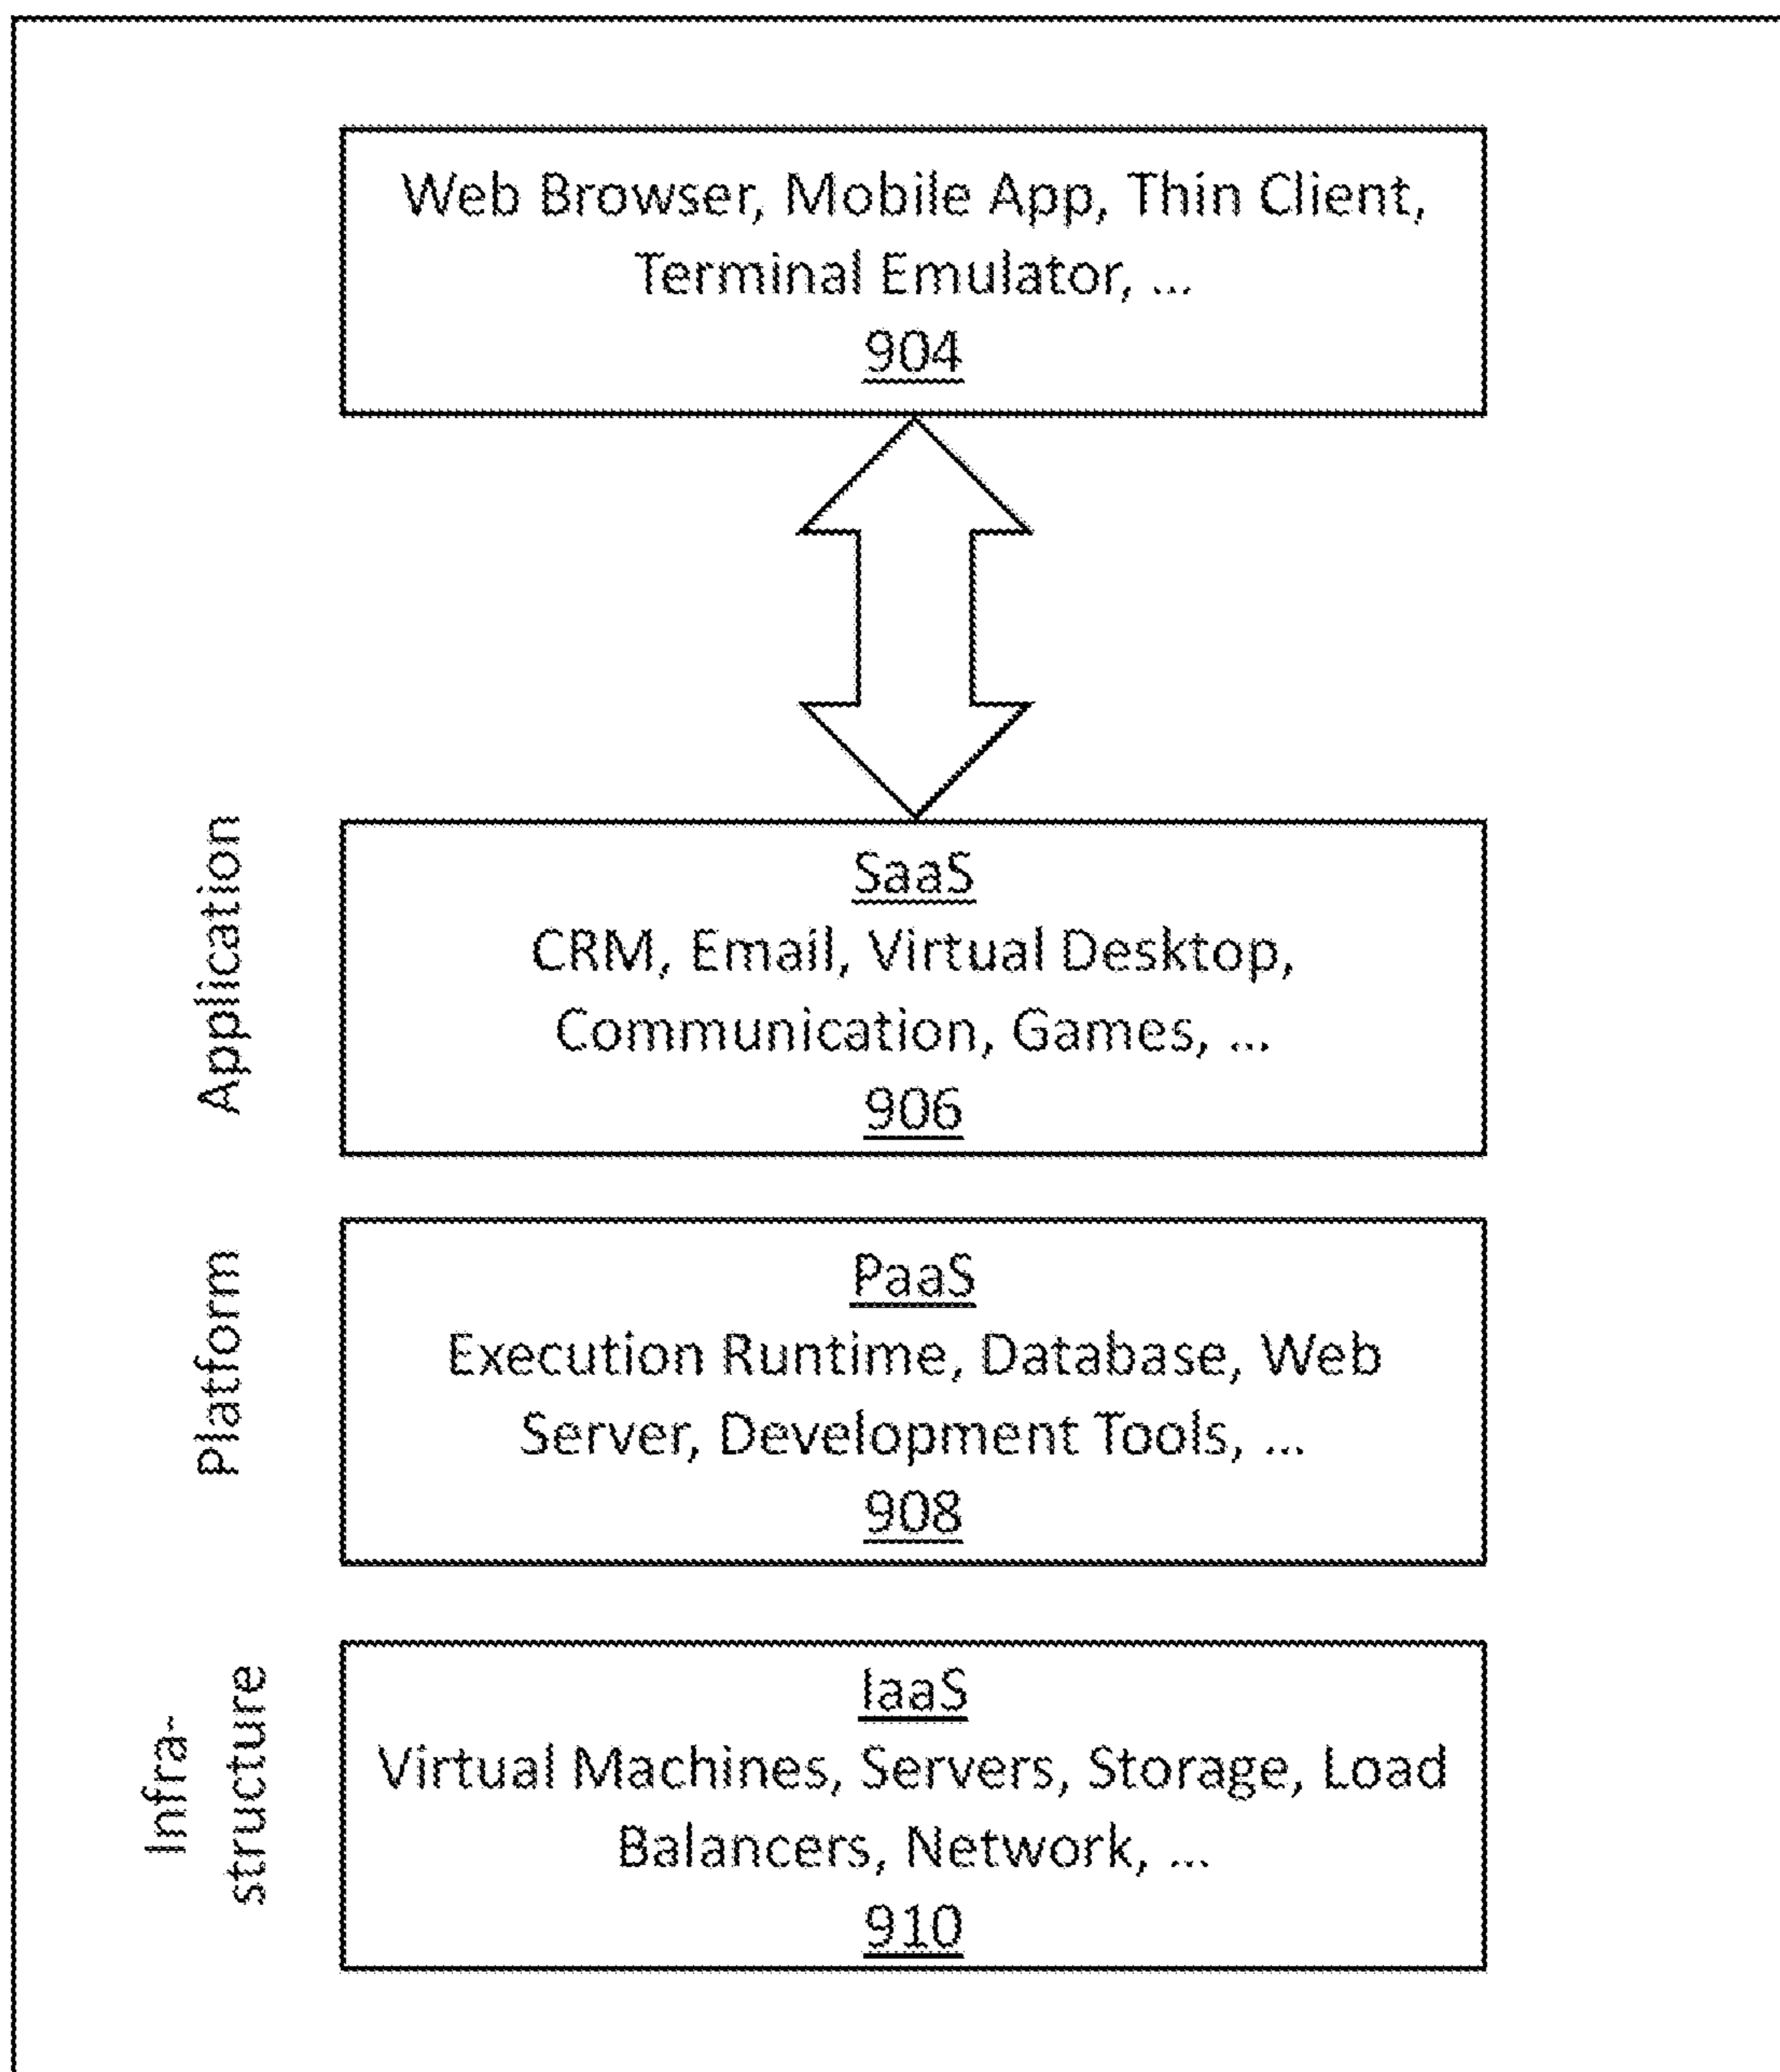 Web Browser, Mobile App, Thin Client,
Terminal Emulator, ...
904
Application
SaaS
CRM, Email, Virtual Desktop,
Communication, Games, ...
906
Platform
PaaS
Execution Runtime, Database, Web
Server, Development Tools, ...
908
Infra-
structure
IaaS
Virtual Machines, Servers, Storage, Load
Balancers, Network, ...
910